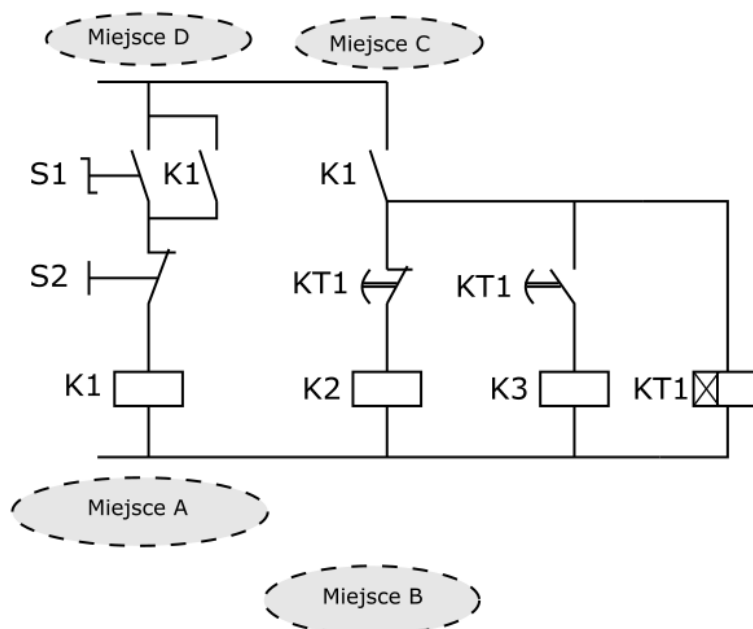 Miejsce D
Miejsce C
S1
K1
K1
S2
KT1
KT1
K1
K2
K3
KT1
Miejsce A
Miejsce B